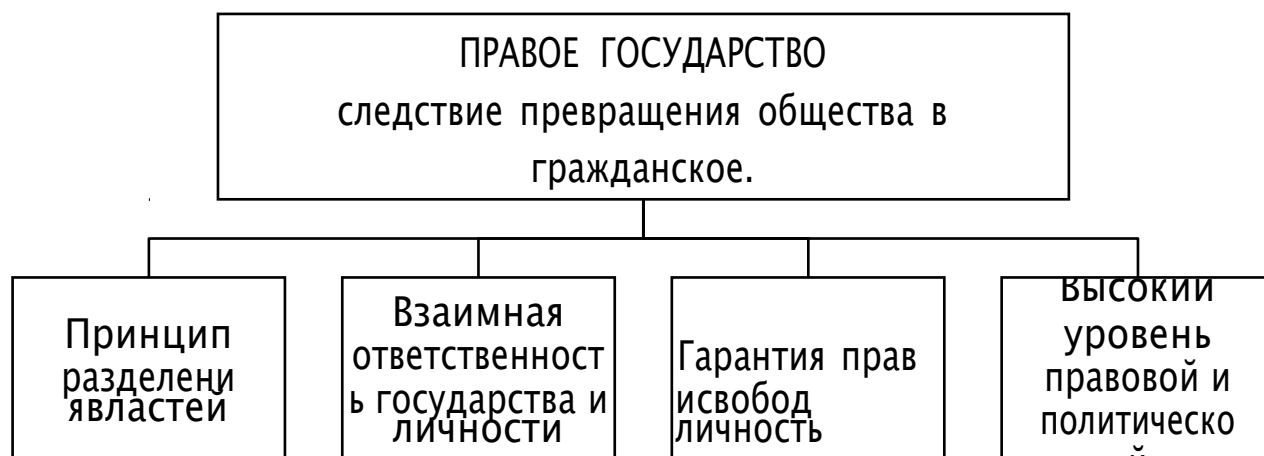 ПРАВОЕ ГОСУДАРСТВО
следствие превращения общества в
гражданское.
Принцип
разделени
явластей
Взаимная
ответственност
ь государства и
личности
Гарантия прав
исвобод
личность
Высокий
уровень
правовой и
политическо
й